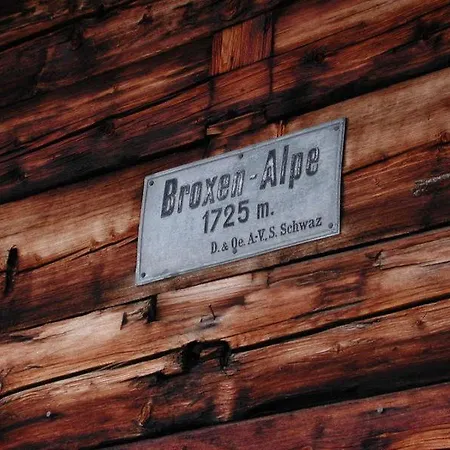 Broxen-Alpe
1725 m.
D. & Oe. A.-V. S. Schwaz